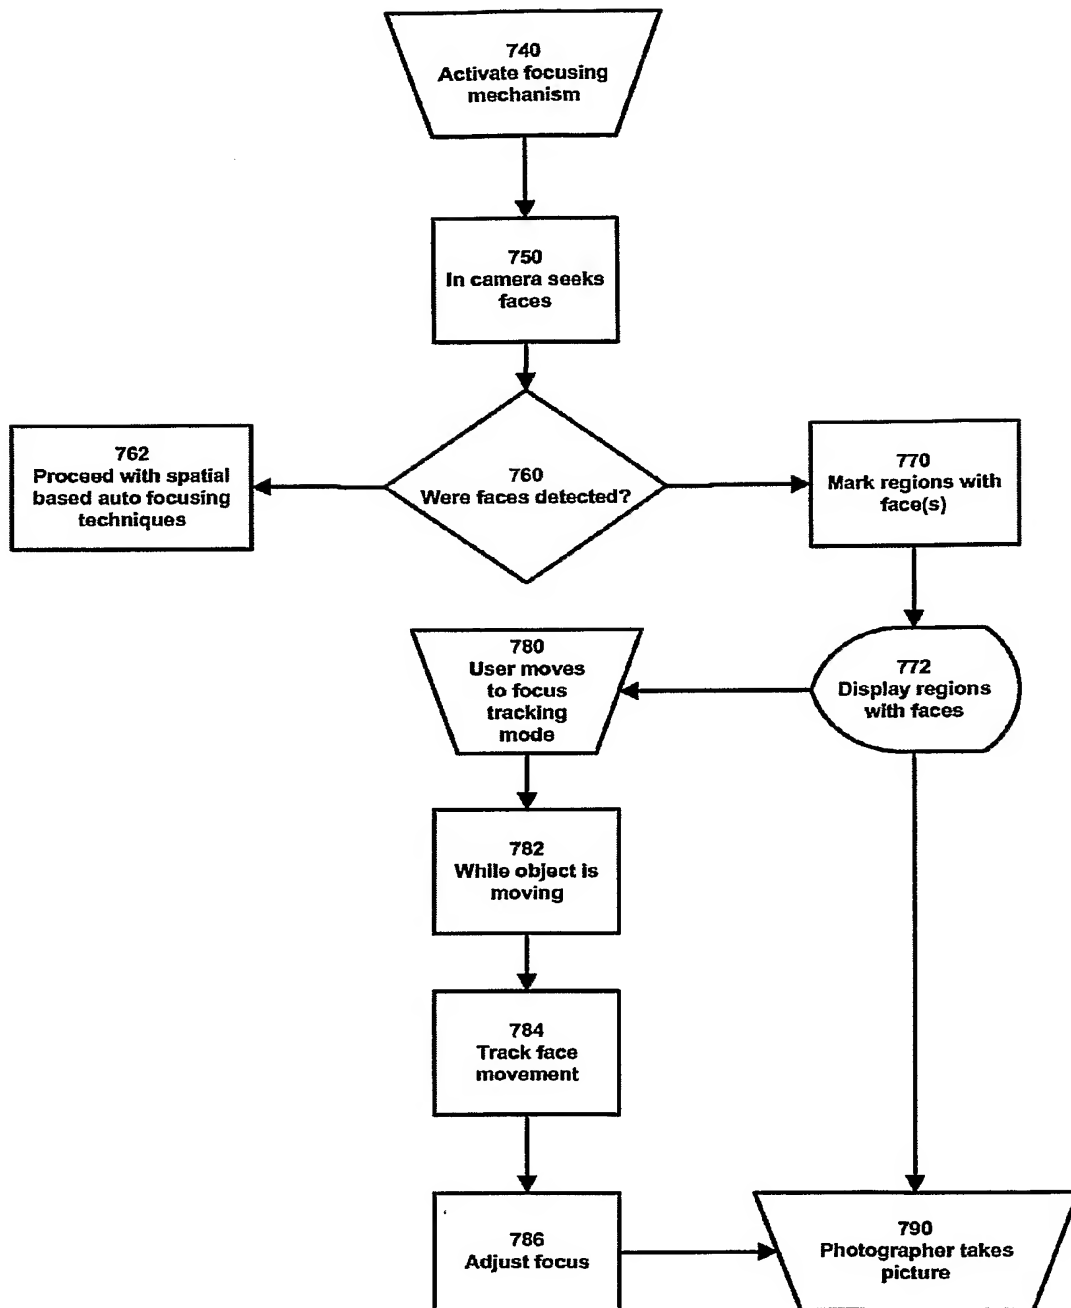 740
Activate focusing
mechanism
750
In camera seeks
faces
760
Were faces detected?
762
Proceed with spatial
based auto focusing
techniques
770
Mark regions with
face(s)
772
Display regions
with faces
780
User moves
to focus
tracking
mode
782
While object is
moving
784
Track face
movement
786
Adjust focus
790
Photographer takes
picture